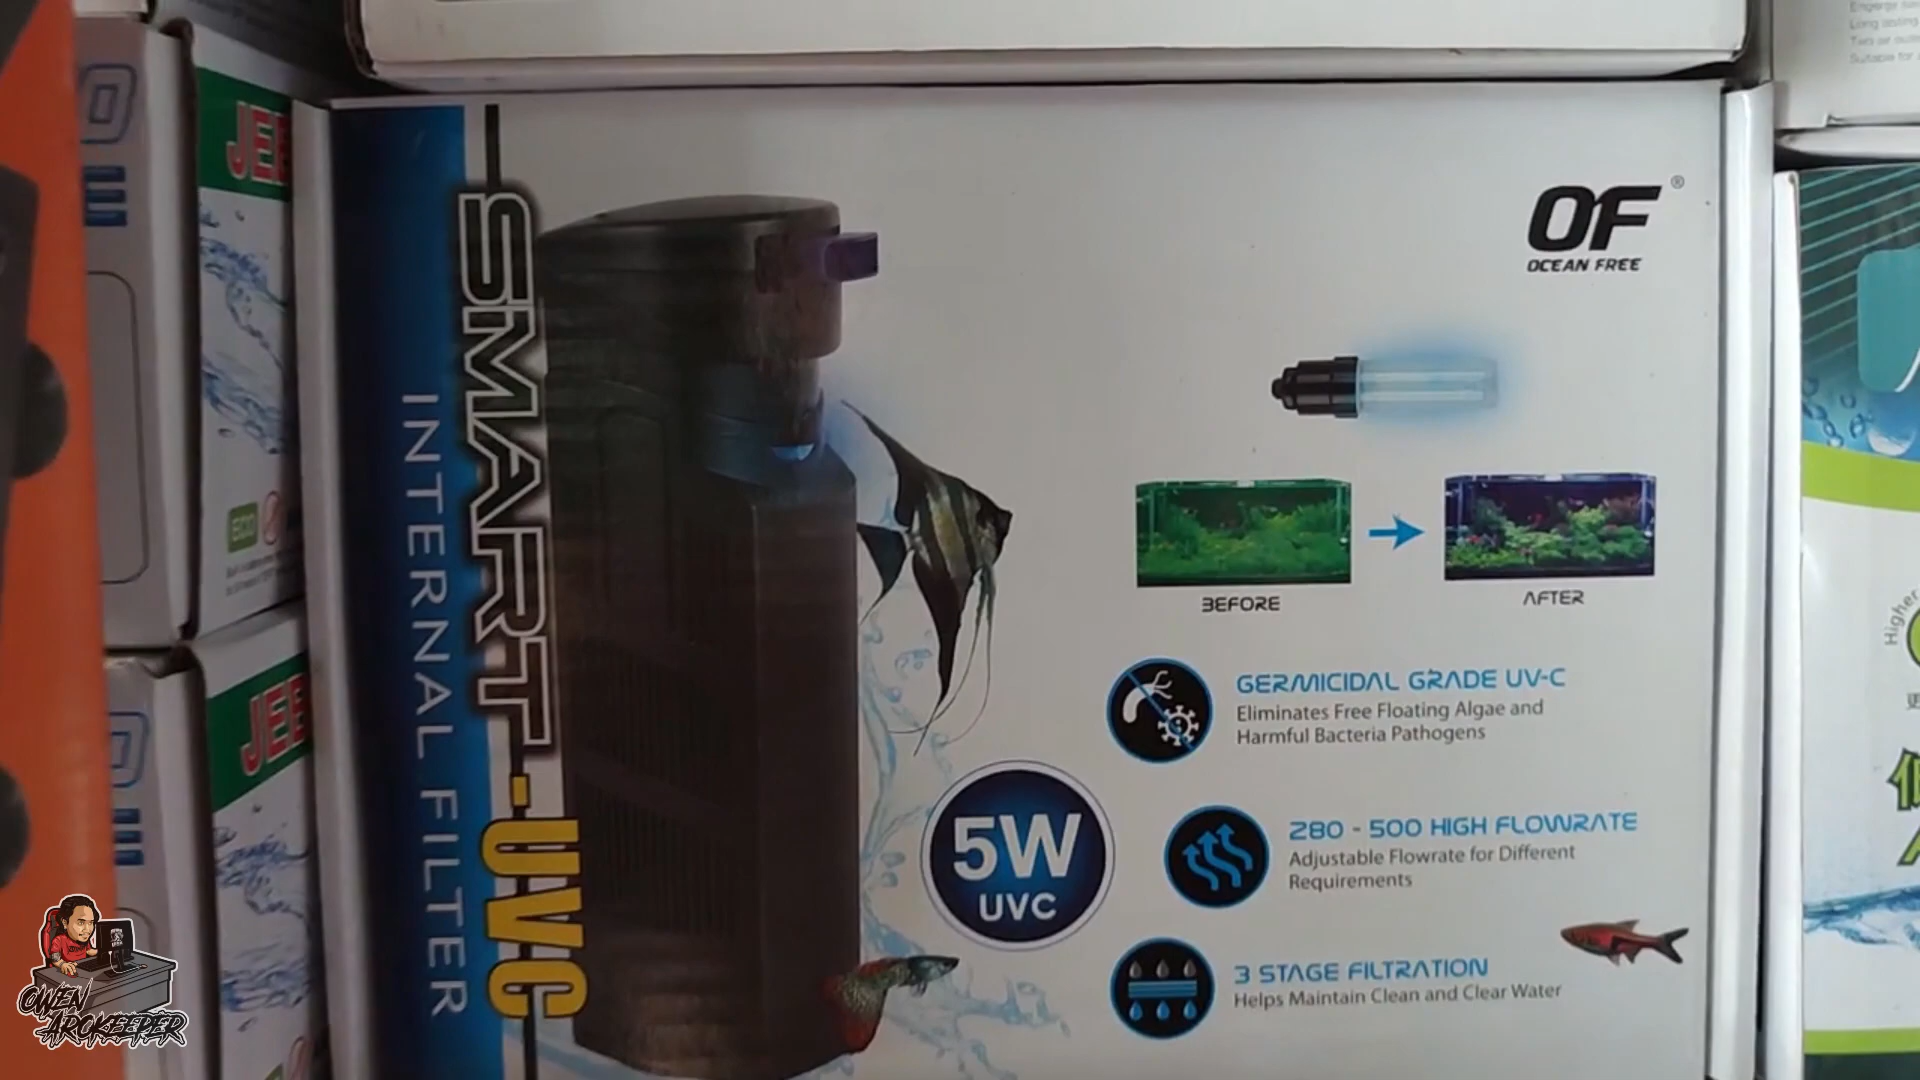 SMART-UVC
INTERNAL FILTER
OF
®
OCEAN FREE
BEFORE
AFTER
GERMICIDAL GRADE UV-C
Eliminates Free Floating Algae and
Harmful Bacteria Pathogens
5W
UVC
280 - 500 HIGH FLOWRATE
Adjustable Flowrate for Different
Requirements
3 STAGE FILTRATION
Helps Maintain Clean and Clear Water
ECO
Higher
OWEN
AROKEEPER